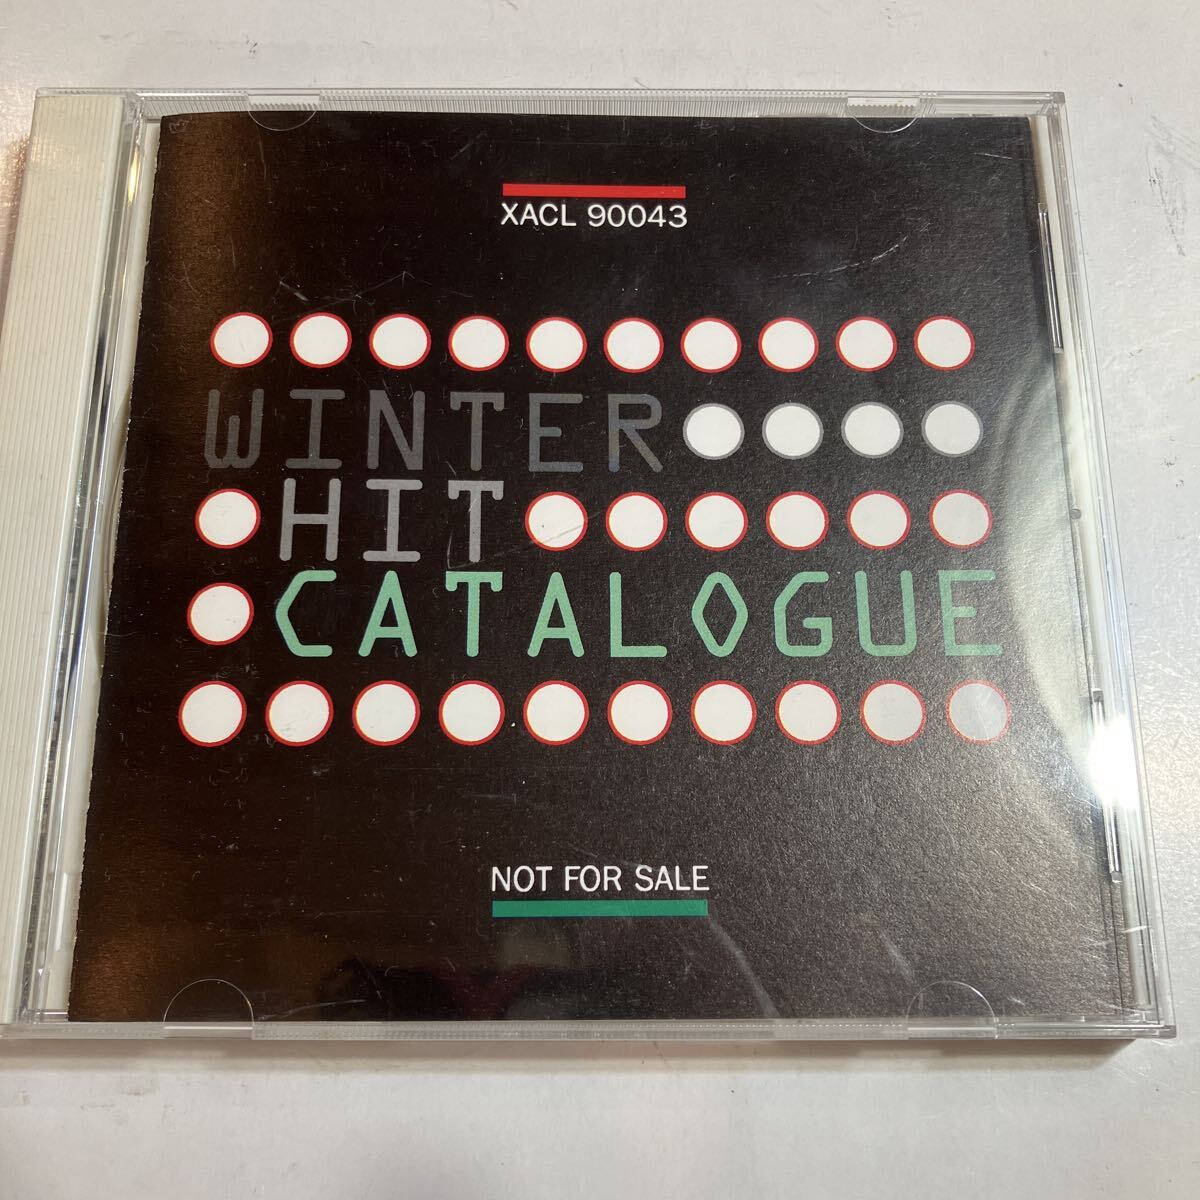 XACL 90043
WINTER
HIT
CATALOGUE
NOT FOR SALE